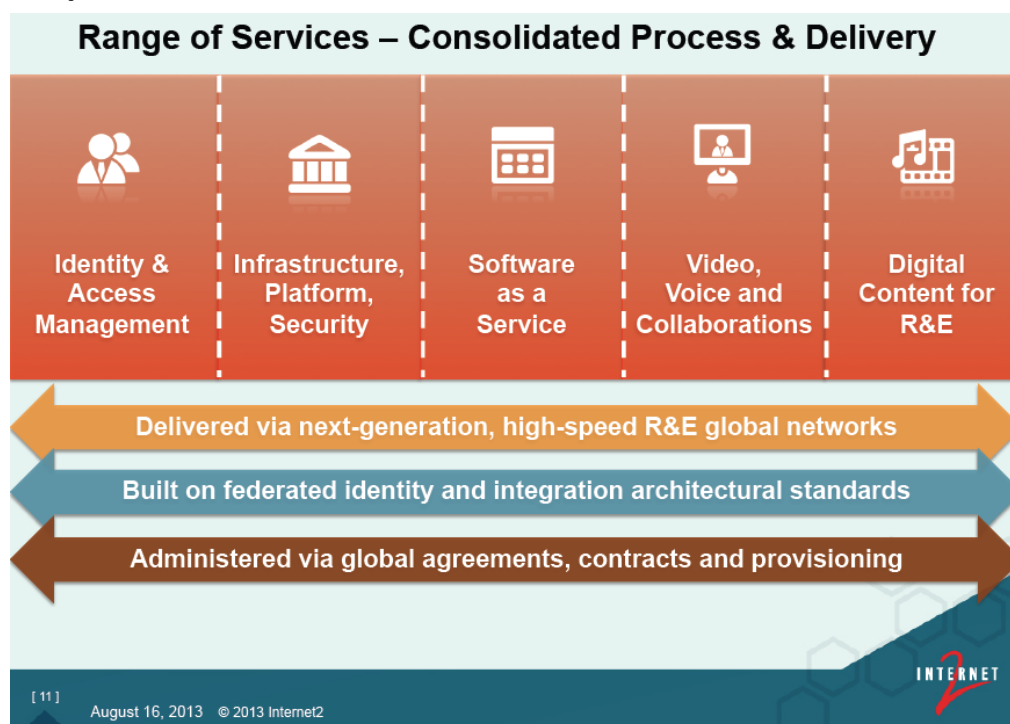 Range of Services – Consolidated Process & Delivery
Identity &
Access
Management
Infrastructure,
Platform,
Security
Software
as a
Service
Video,
Voice and
Collaborations
Digital
Content for
R&E
Delivered via next-generation, high-speed R&E global networks
Built on federated identity and integration architectural standards
Administered via global agreements, contracts and provisioning
INTERNET
2
[ 11 ]
August 16, 2013 © 2013 Internet2